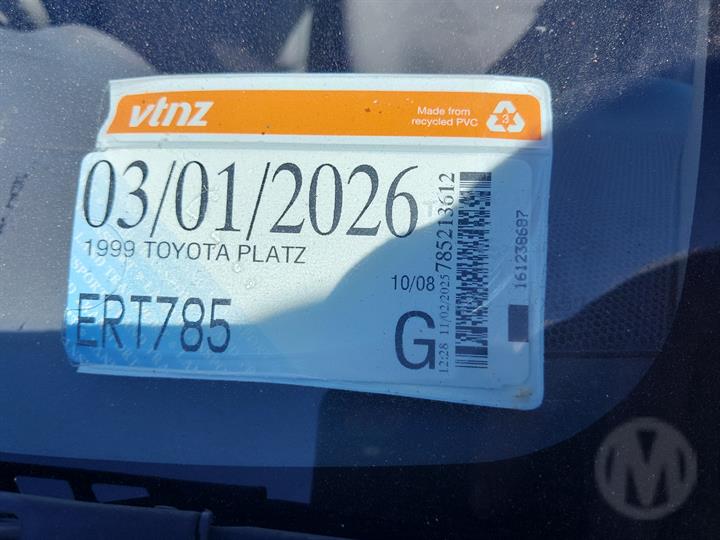 vtnz
Made from
recycled PVC
3
03/01/2026
1999 TOYOTA PLATZ
10/08
ERT785
G
12:28 11/02/2025
785213612
161238687
M